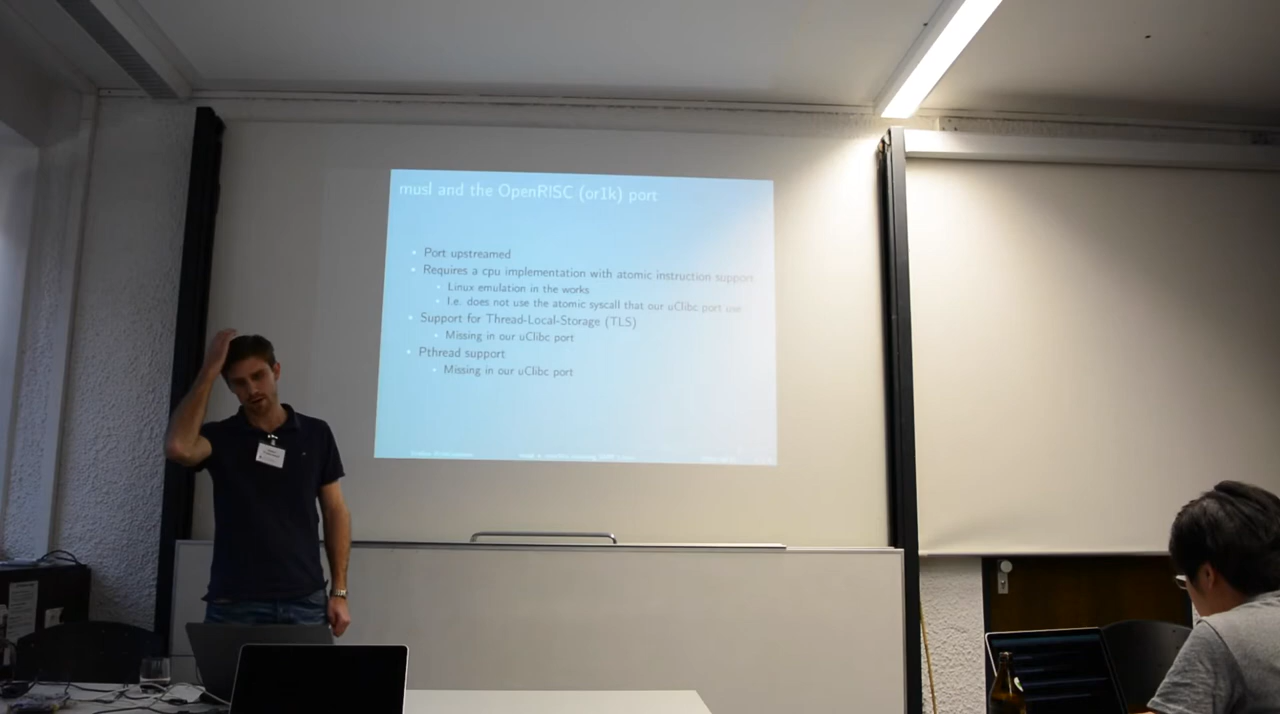 musl and the OpenRISC (or1k) port
Port upstreamed
Requires a cpu implementation with atomic instruction support
Linux emulation in the works
I.e. does not use the atomic syscall that our uClibc port use
Support for Thread-Local-Storage (TLS)
Missing in our uClibc port
Pthread support
Missing in our uClibc port